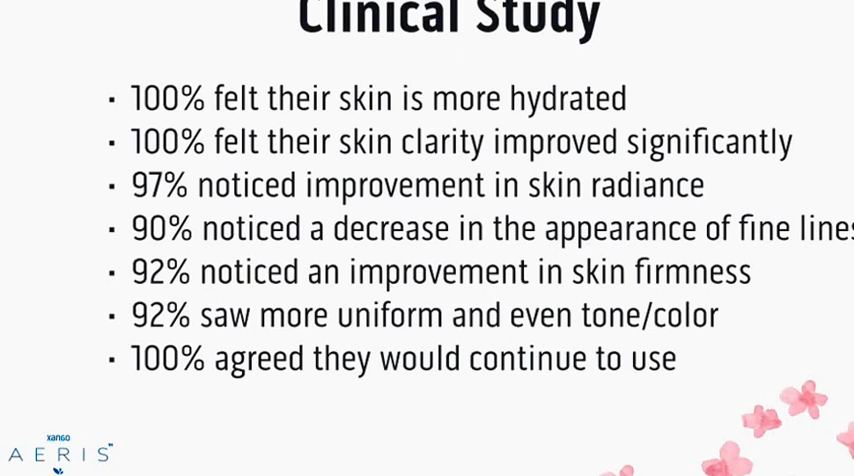 Clinical Study
· 100% felt their skin is more hydrated
· 100% felt their skin clarity improved significantly
· 97% noticed improvement in skin radiance
· 90% noticed a decrease in the appearance of fine lines
· 92% noticed an improvement in skin firmness
· 92% saw more uniform and even tone/color
· 100% agreed they would continue to use
xango
AERIS™